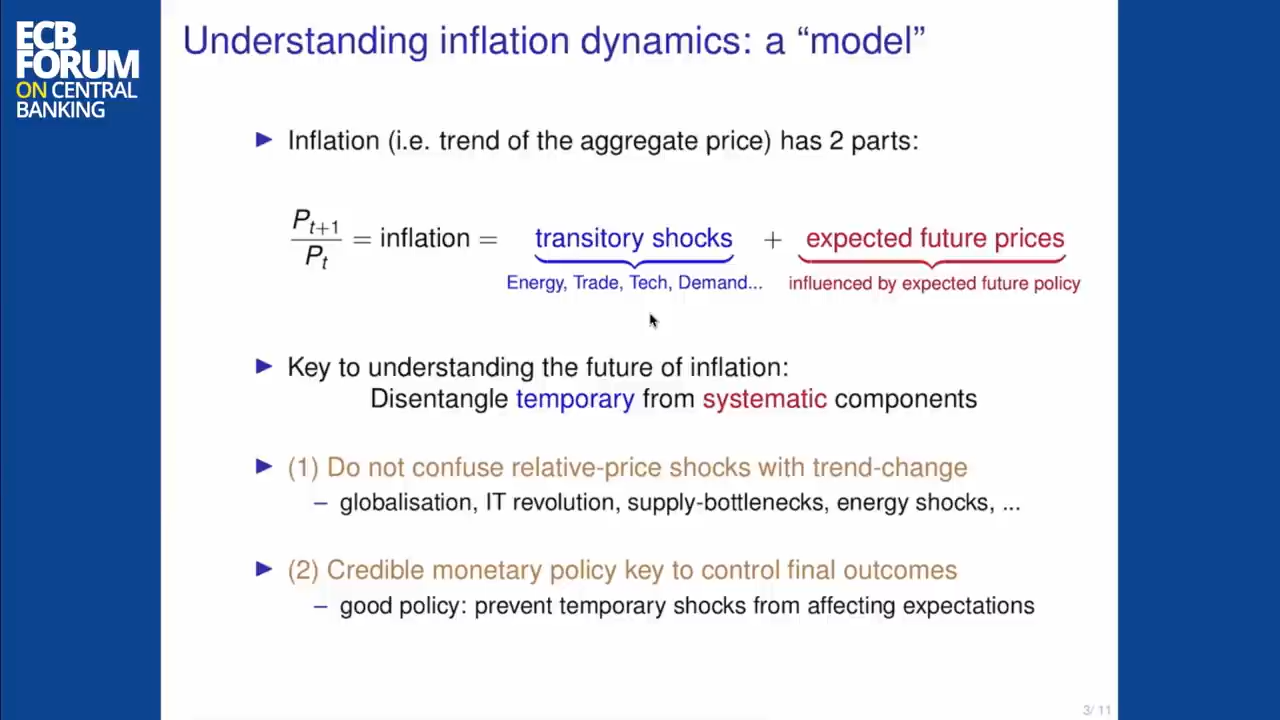 ECB
FORUM
ON CENTRAL
BANKING
Understanding inflation dynamics: a “model”
► Inflation (i.e. trend of the aggregate price) has 2 parts:
P_{t+1} / P_t = inflation = transitory shocks + expected future prices
Energy, Trade, Tech, Demand... influenced by expected future policy
► Key to understanding the future of inflation:
Disentangle temporary from systematic components
► (1) Do not confuse relative-price shocks with trend-change
– globalisation, IT revolution, supply-bottlenecks, energy shocks, ...
► (2) Credible monetary policy key to control final outcomes
– good policy: prevent temporary shocks from affecting expectations
3/ 11